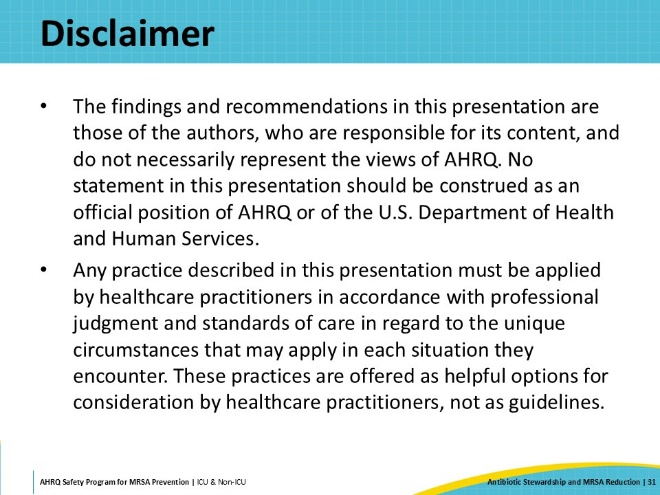 Disclaimer
• The findings and recommendations in this presentation are
those of the authors, who are responsible for its content, and
do not necessarily represent the views of AHRQ. No
statement in this presentation should be construed as an
official position of AHRQ or of the U.S. Department of Health
and Human Services.
• Any practice described in this presentation must be applied
by healthcare practitioners in accordance with professional
judgment and standards of care in regard to the unique
circumstances that may apply in each situation they
encounter. These practices are offered as helpful options for
consideration by healthcare practitioners, not as guidelines.
AHRQ Safety Program for MRSA Prevention | ICU & Non-ICU
Antibiotic Stewardship and MRSA Reduction | 31